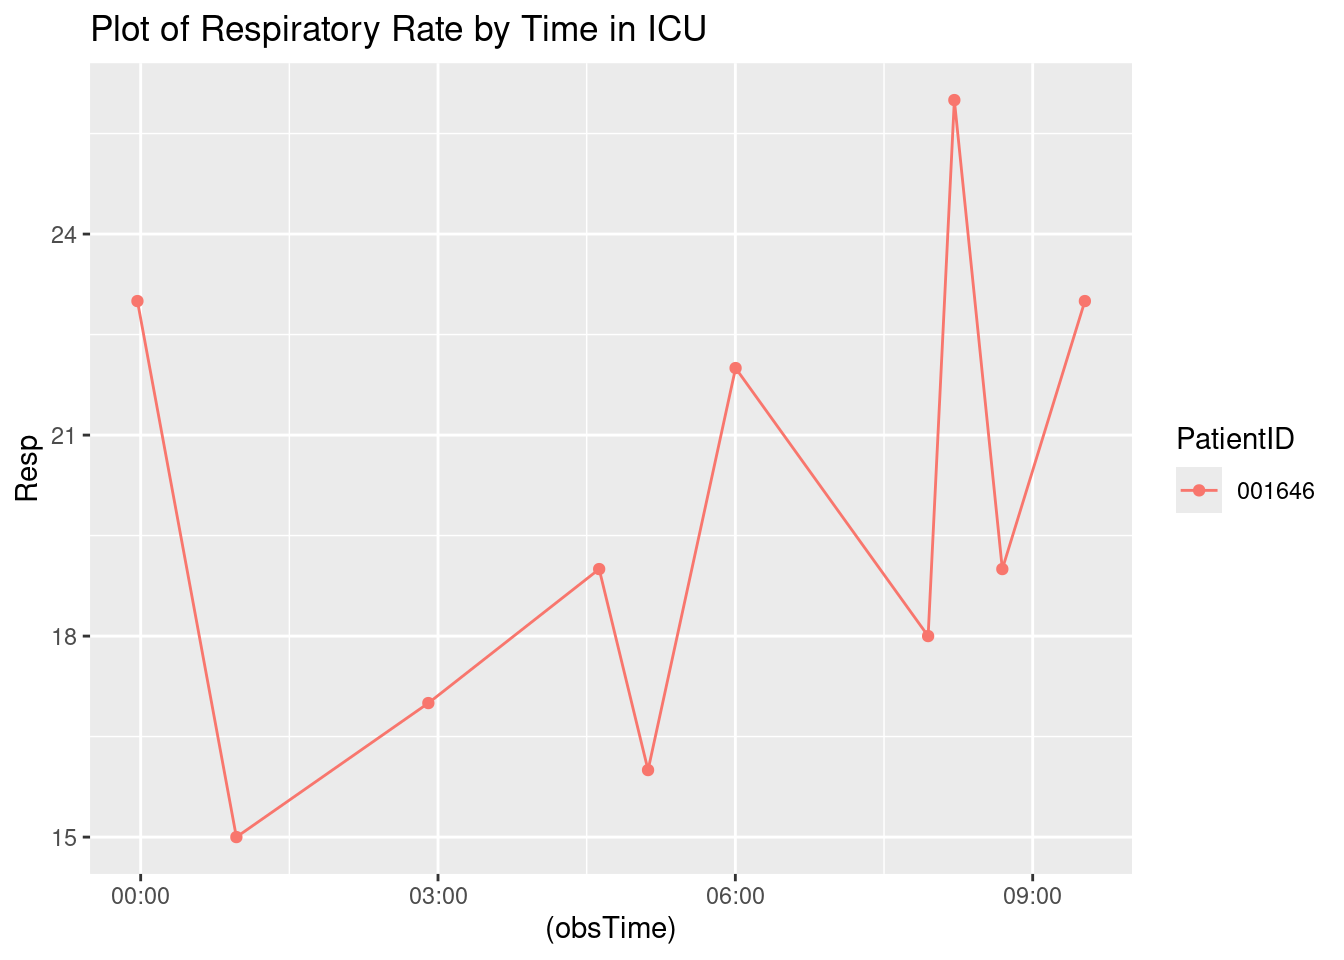 Plot of Respiratory Rate by Time in ICU
24
21
18
15
Resp
00:00
03:00
06:00
09:00
(obsTime)
PatientID
001646